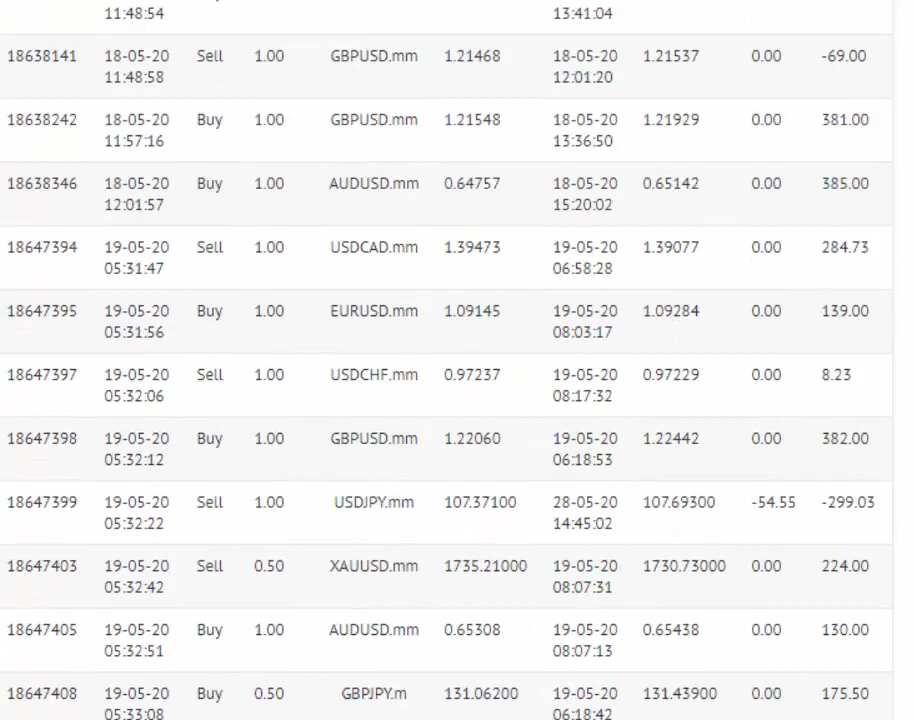 11:48:54 13:41:04
18638141 18-05-20 Sell 1.00 GBPUSD.mm 1.21468 18-05-20 1.21537 0.00 -69.00
11:48:58 12:01:20
18638242 18-05-20 Buy 1.00 GBPUSD.mm 1.21548 18-05-20 1.21929 0.00 381.00
11:57:16 13:36:50
18638346 18-05-20 Buy 1.00 AUDUSD.mm 0.64757 18-05-20 0.65142 0.00 385.00
12:01:57 15:20:02
18647394 19-05-20 Sell 1.00 USDCAD.mm 1.39473 19-05-20 1.39077 0.00 284.73
05:31:47 06:58:28
18647395 19-05-20 Buy 1.00 EURUSD.mm 1.09145 19-05-20 1.09284 0.00 139.00
05:31:56 08:03:17
18647397 19-05-20 Sell 1.00 USDCHF.mm 0.97237 19-05-20 0.97229 0.00 8.23
05:32:06 08:17:32
18647398 19-05-20 Buy 1.00 GBPUSD.mm 1.22060 19-05-20 1.22442 0.00 382.00
05:32:12 06:18:53
18647399 19-05-20 Sell 1.00 USDJPY.mm 107.37100 28-05-20 107.69300 -54.55 -299.03
05:32:22 14:45:02
18647403 19-05-20 Sell 0.50 XAUUSD.mm 1735.21000 19-05-20 1730.73000 0.00 224.00
05:32:42 08:07:31
18647405 19-05-20 Buy 1.00 AUDUSD.mm 0.65308 19-05-20 0.65438 0.00 130.00
05:32:51 08:07:13
18647408 19-05-20 Buy 0.50 GBPJPY.m 131.06200 19-05-20 131.43900 0.00 175.50
05:33:08 06:18:42